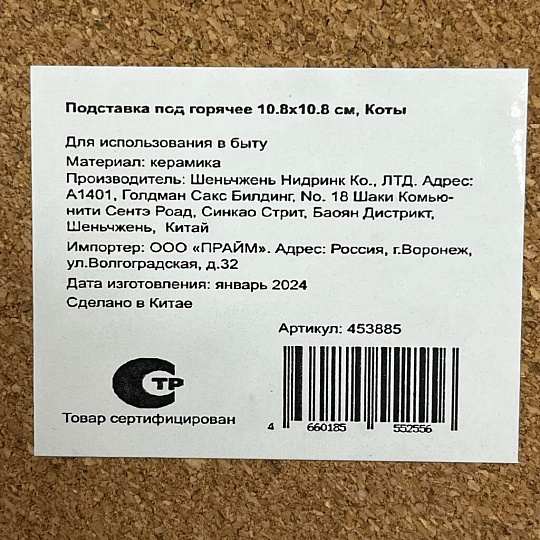 Подставка под горячее 10.8х10.8 см, Коты
Для использования в быту
Материал: керамика
Производитель: Шеньчжень Нидринк Ко., ЛТД. Адрес:
А1401, Голдман Сакс Билдинг, No. 18 Шаки Комью-
нити Сентэ Роад, Синкао Стрит, Баоян Дистрикт,
Шеньчжень, Китай
Импортер: ООО «ПРАЙМ». Адрес: Россия, г.Воронеж,
ул.Волгоградская, д.32
Дата изготовления: январь 2024
Сделано в Китае
Артикул: 453885
СТР
Товар сертифицирован
4 660185 552556